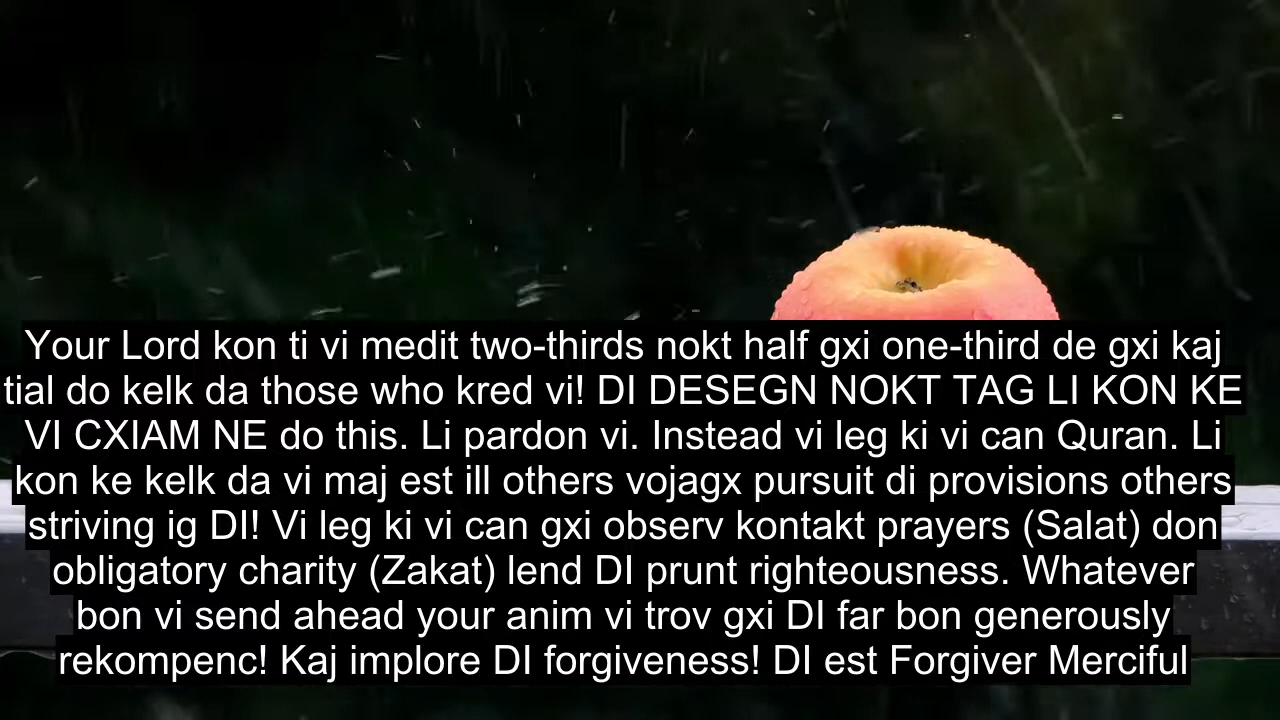 Your Lord kon ti vi medit two-thirds nokt half gxi one-third de gxi kaj
tial do kelk da those who kred vi! DI DESEGN NOKT TAG LI KON KE
VI CXIAM NE do this. Li pardon vi. Instead vi leg ki vi can Quran. Li
kon ke kelk da vi maj est ill others vojagx pursuit di provisions others
striving ig DI! Vi leg ki vi can gxi observ kontakt prayers (Salat) don
obligatory charity (Zakat) lend DI prunt righteousness. Whatever
bon vi send ahead your anim vi trov gxi DI far bon generously
rekompenc! Kaj implore DI forgiveness! DI est Forgiver Merciful